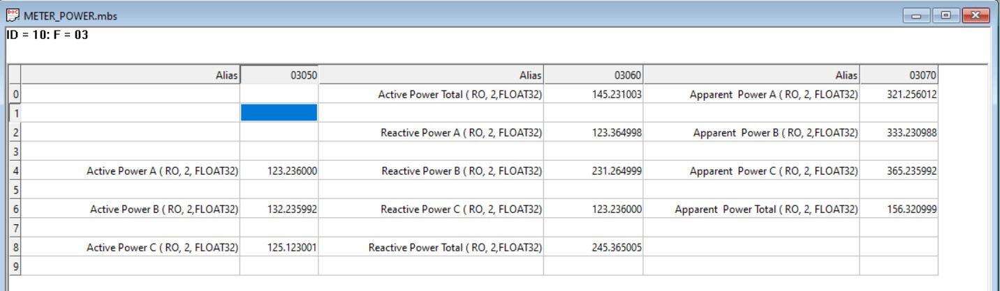 METER_POWER.mbs
ID = 10: F = 03
Alias 03050 Alias 03060 Alias 03070
0 Active Power Total ( RO, 2, FLOAT32) 145.231003 Apparent  Power A ( RO, 2, FLOAT32) 321.256012
1
2 Reactive Power A ( RO, 2, FLOAT32) 123.364998 Apparent  Power B ( RO, 2,FLOAT32) 333.230988
3
4 Active Power A ( RO, 2, FLOAT32) 123.236000 Reactive Power B ( RO, 2, FLOAT32) 231.264999 Apparent  Power C ( RO, 2, FLOAT32) 365.235992
5
6 Active Power B ( RO, 2,FLOAT32) 132.235992 Reactive Power C ( RO, 2, FLOAT32) 123.236000 Apparent  Power Total ( RO, 2, FLOAT32) 156.320999
7
8 Active Power C ( RO, 2, FLOAT32) 125.123001 Reactive Power Total ( RO, 2,FLOAT32) 245.365005
9